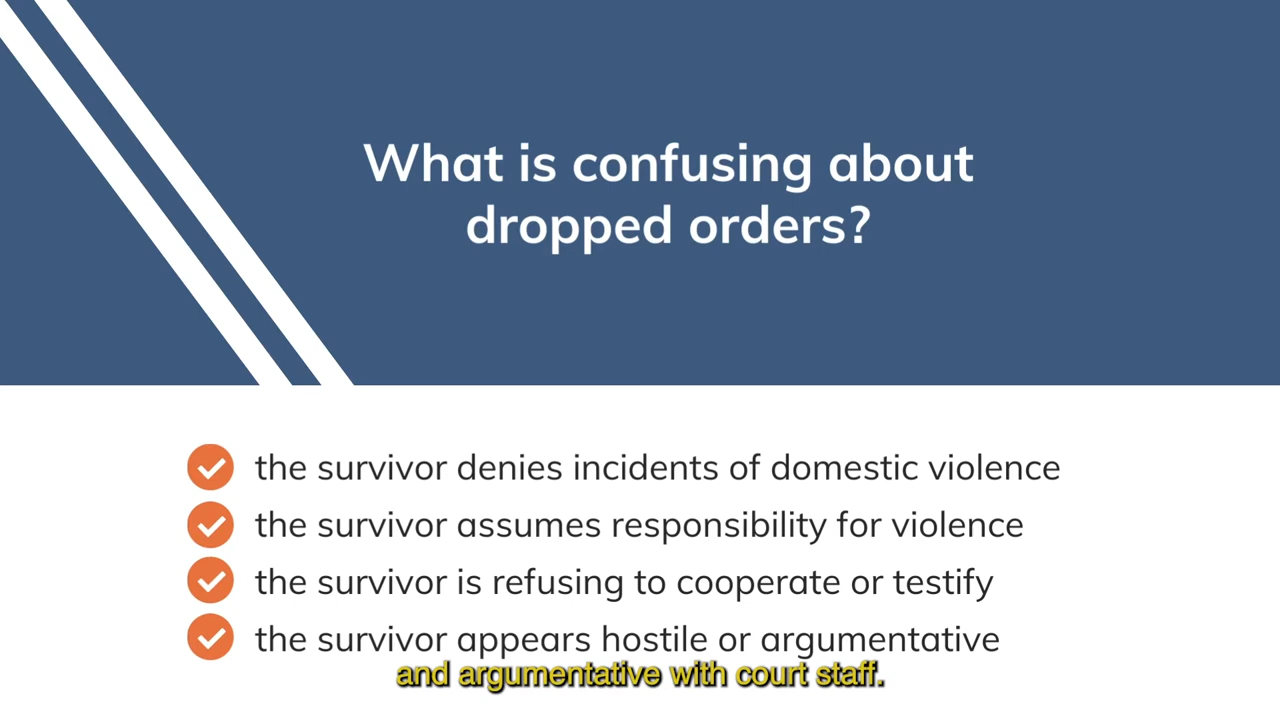 What is confusing about
dropped orders?
the survivor denies incidents of domestic violence
the survivor assumes responsibility for violence
the survivor is refusing to cooperate or testify
the survivor appears hostile or argumentative
and argumentative with court staff.